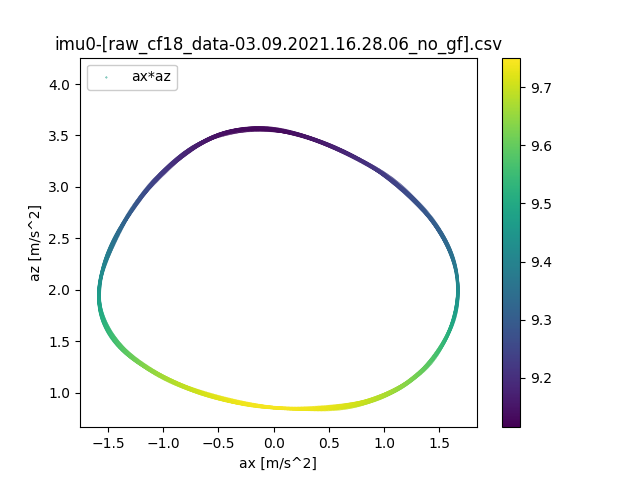 imu0-[raw_cf18_data-03.09.2021.16.28.06_no_gf].csv
ax*az
4.0
3.5
3.0
2.5
2.0
1.5
1.0
az [m/s^2]
−1.5 −1.0 −0.5 0.0 0.5 1.0 1.5
ax [m/s^2]
9.7
9.6
9.5
9.4
9.3
9.2